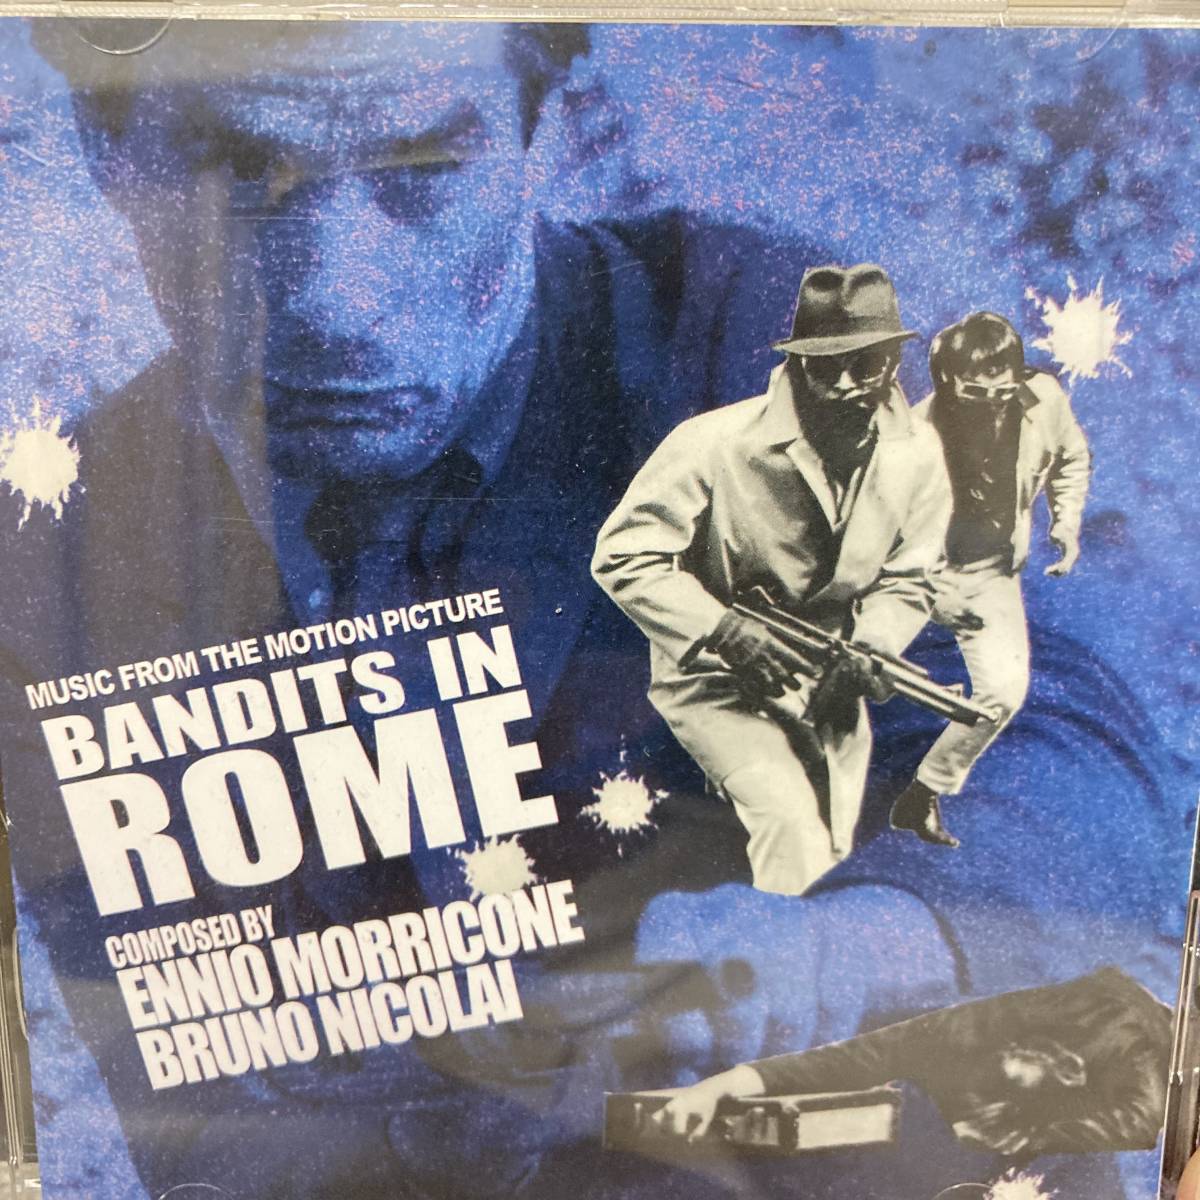 MUSIC FROM THE MOTION PICTURE
BANDITS IN
ROME
COMPOSED BY
ENNIO MORRICONE
BRUNO NICOLAI